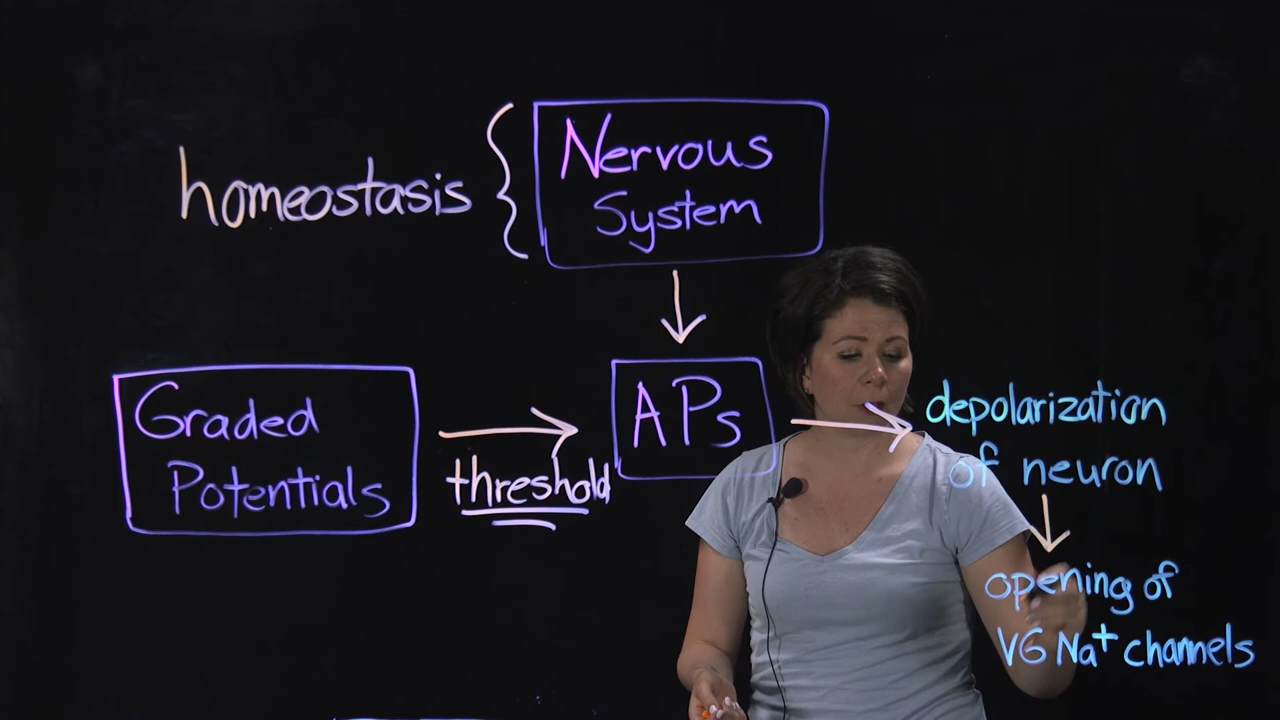 Nervous
System
homeostasis
Graded
Potentials
threshold
APs
depolarization
of neuron
opening of
VG Na⁺ channels